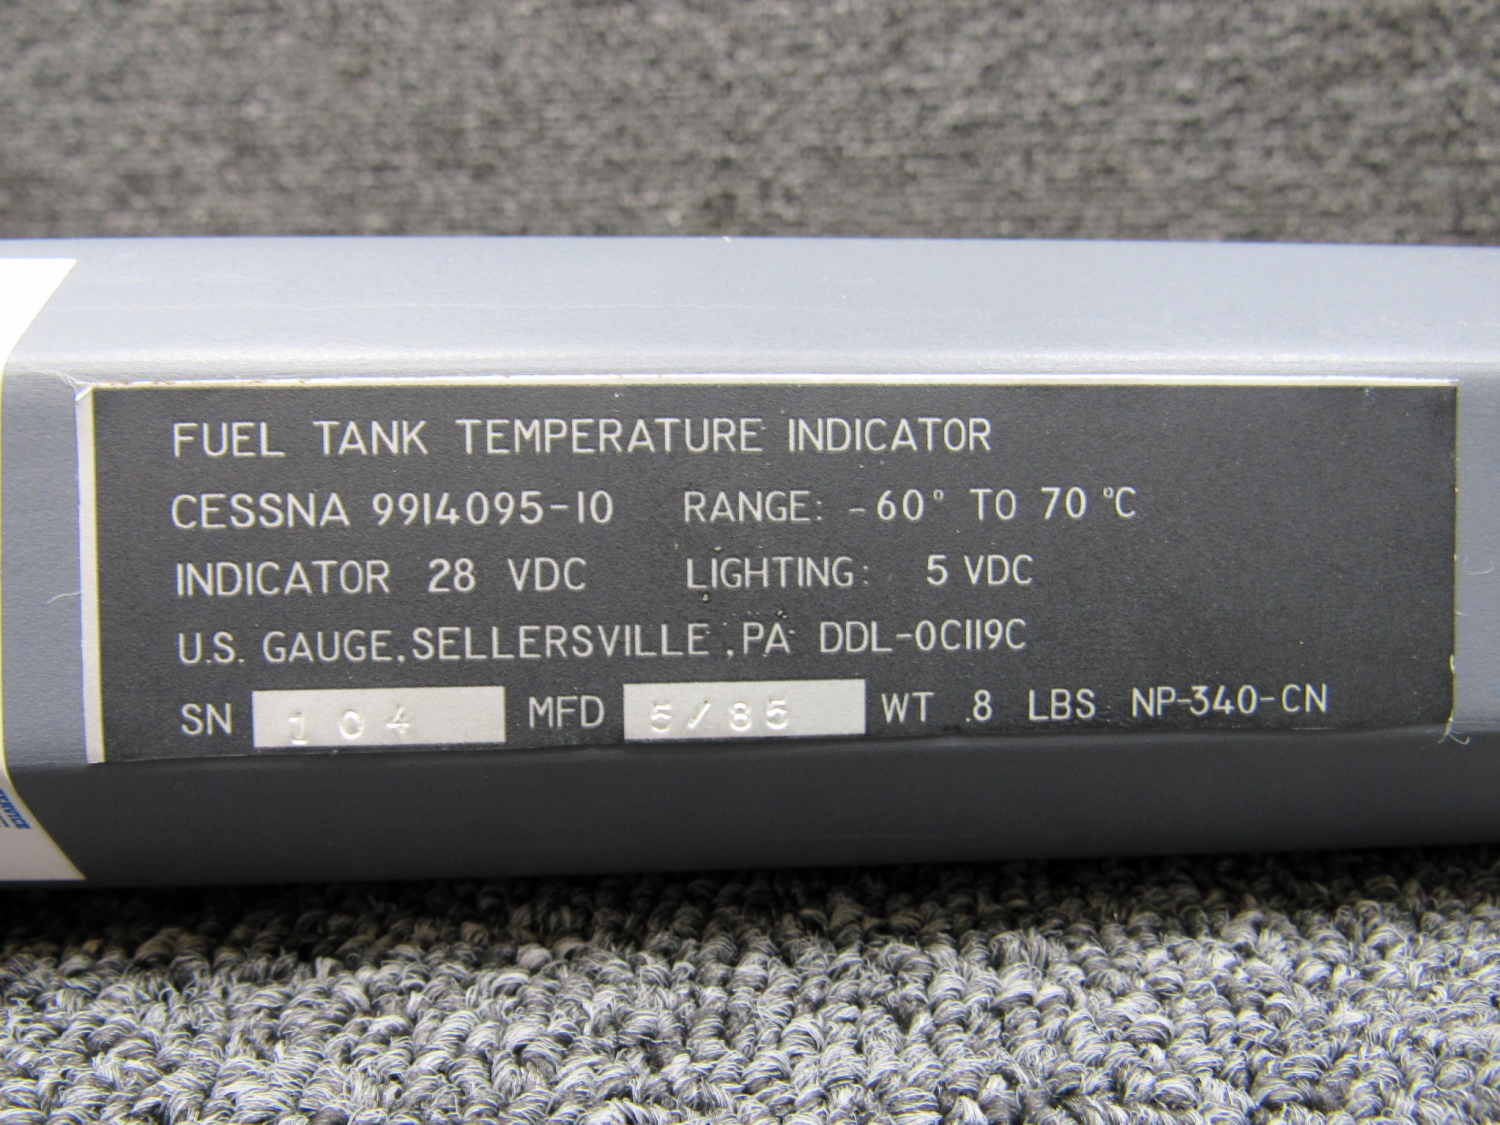 FUEL TANK TEMPERATURE INDICATOR
CESSNA 9914095-10 RANGE: -60° TO 70 °C
INDICATOR 28 VDC LIGHTING: 5 VDC
U.S. GAUGE, SELLERSVILLE, PA DDL-0C119C
SN 104 MFD 5/85 WT .8 LBS NP-340-CN
SERVICE